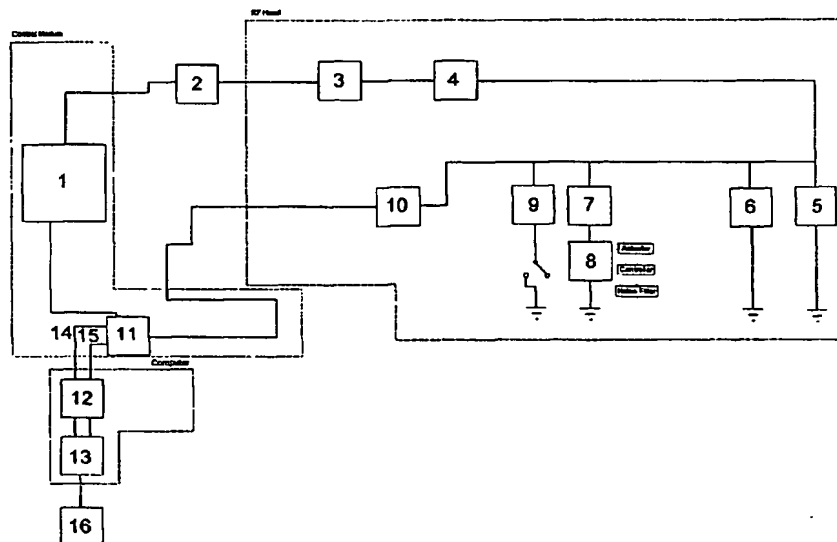 RF Head
Control Module
2
3
4
1
10
9
7
6
5
8
Actuator
Controller
Motion Filter
14 15 11
Computer
12
13
16